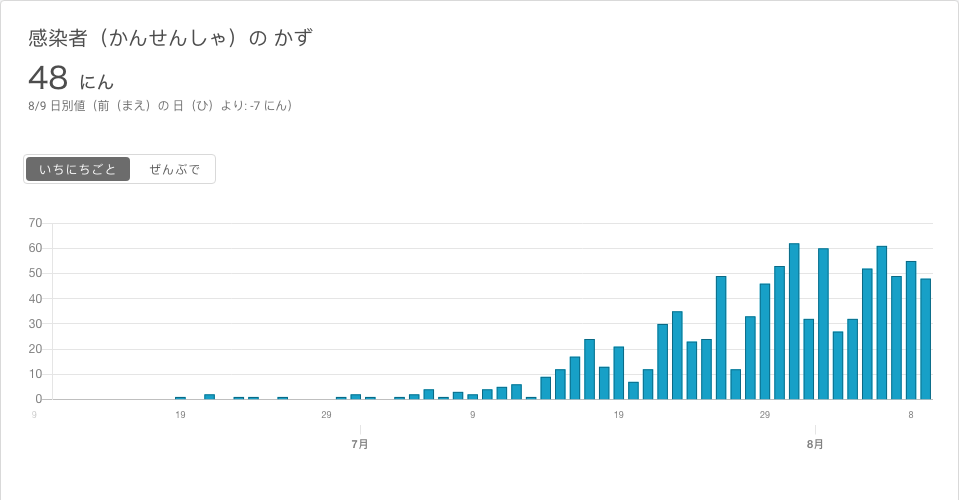 感染者（かんせんしゃ）の かず
48 にん
8/9 日別値（前（まえ）の 日（ひ）より: -7 にん）
いちにちごと ぜんぶで
70
60
50
40
30
20
10
0
9 19 29 9 19 29 8
7月 8月